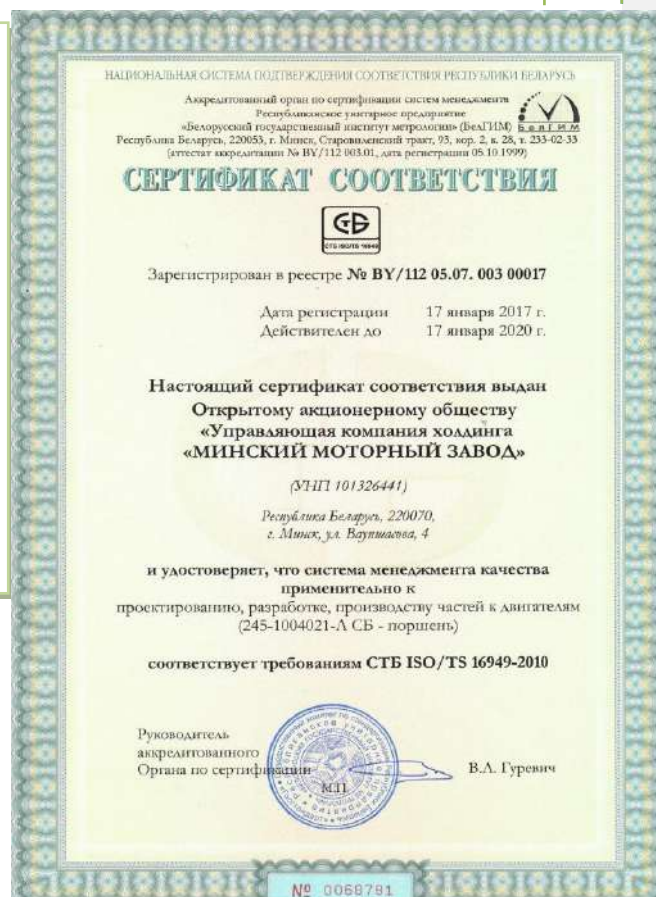 НАЦИОНАЛЬНАЯ СИСТЕМА ПОДТВЕРЖДЕНИЯ СООТВЕТСТВИЯ РЕСПУБЛИКИ БЕЛАРУСЬ
Аккредитованный орган по сертификации систем менеджмента
Республиканское унитарное предприятие
«Белорусский государственный институт метрологии» (БелГИМ)
БелГИМ
Республика Беларусь, 220053, г. Минск, Старовиленский тракт, 93, кор. 2, к. 28, т. 233-02-33
(аттестат аккредитации № BY/112 003.01, дата регистрации 05.10.1999)
СЕРТИФИКАТ СООТВЕТСТВИЯ
СТБ ISO/TS 16949
Зарегистрирован в реестре № BY/112 05.07. 003 00017
Дата регистрации 17 января 2017 г.
Действителен до 17 января 2020 г.
Настоящий сертификат соответствия выдан
Открытому акционерному обществу
«Управляющая компания холдинга
«МИНСКИЙ МОТОРНЫЙ ЗАВОД»
(УНП 101326441)
Республика Беларусь, 220070,
г. Минск, ул. Ваупшасова, 4
и удостоверяет, что система менеджмента качества
применительно к
проектированию, разработке, производству частей к двигателям
(245-1004021-А СБ - поршень)
соответствует требованиям СТБ ISO/TS 16949-2010
Руководитель
аккредитованного
Органа по сертификации
М.П.
В.Л. Гуревич
№ 0068781